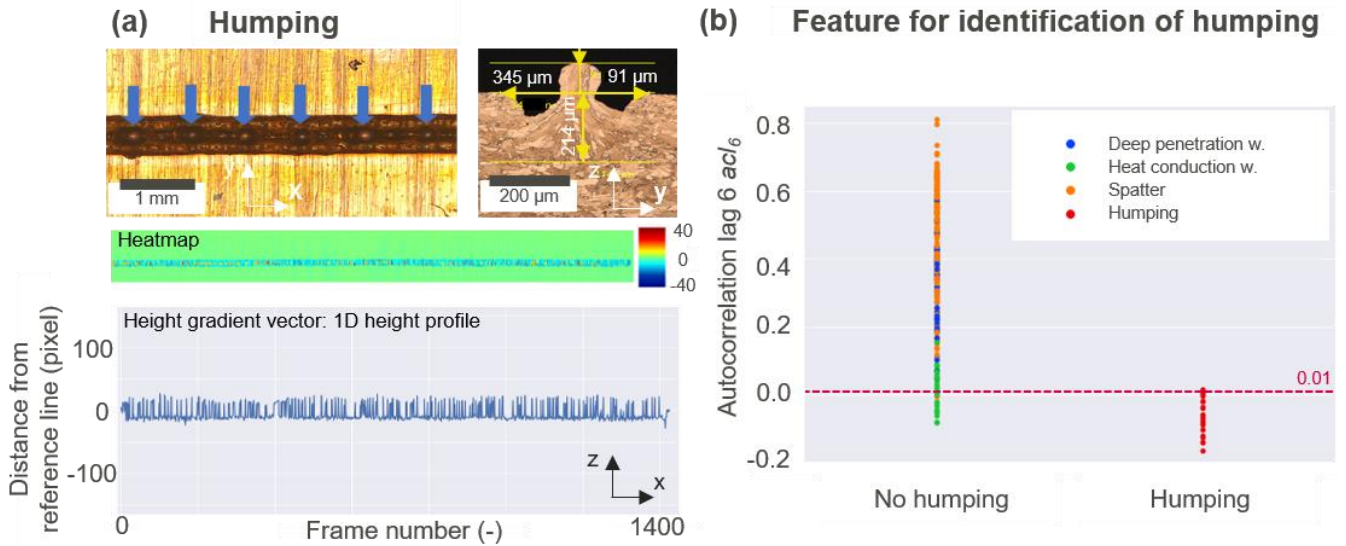 (a) Humping
345 µm
91 µm
214 µm
y
x
1 mm
z
y
200 µm
Heatmap
40
0
-40
Height gradient vector: 1D height profile
Distance from
reference line (pixel)
100
0
-100
z
x
0
1400
Frame number (-)
(b) Feature for identification of humping
Autocorrelation lag 6 acl6
0.8
0.6
0.4
0.2
0.0
-0.2
Deep penetration w.
Heat conduction w.
Spatter
Humping
0.01
No humping
Humping